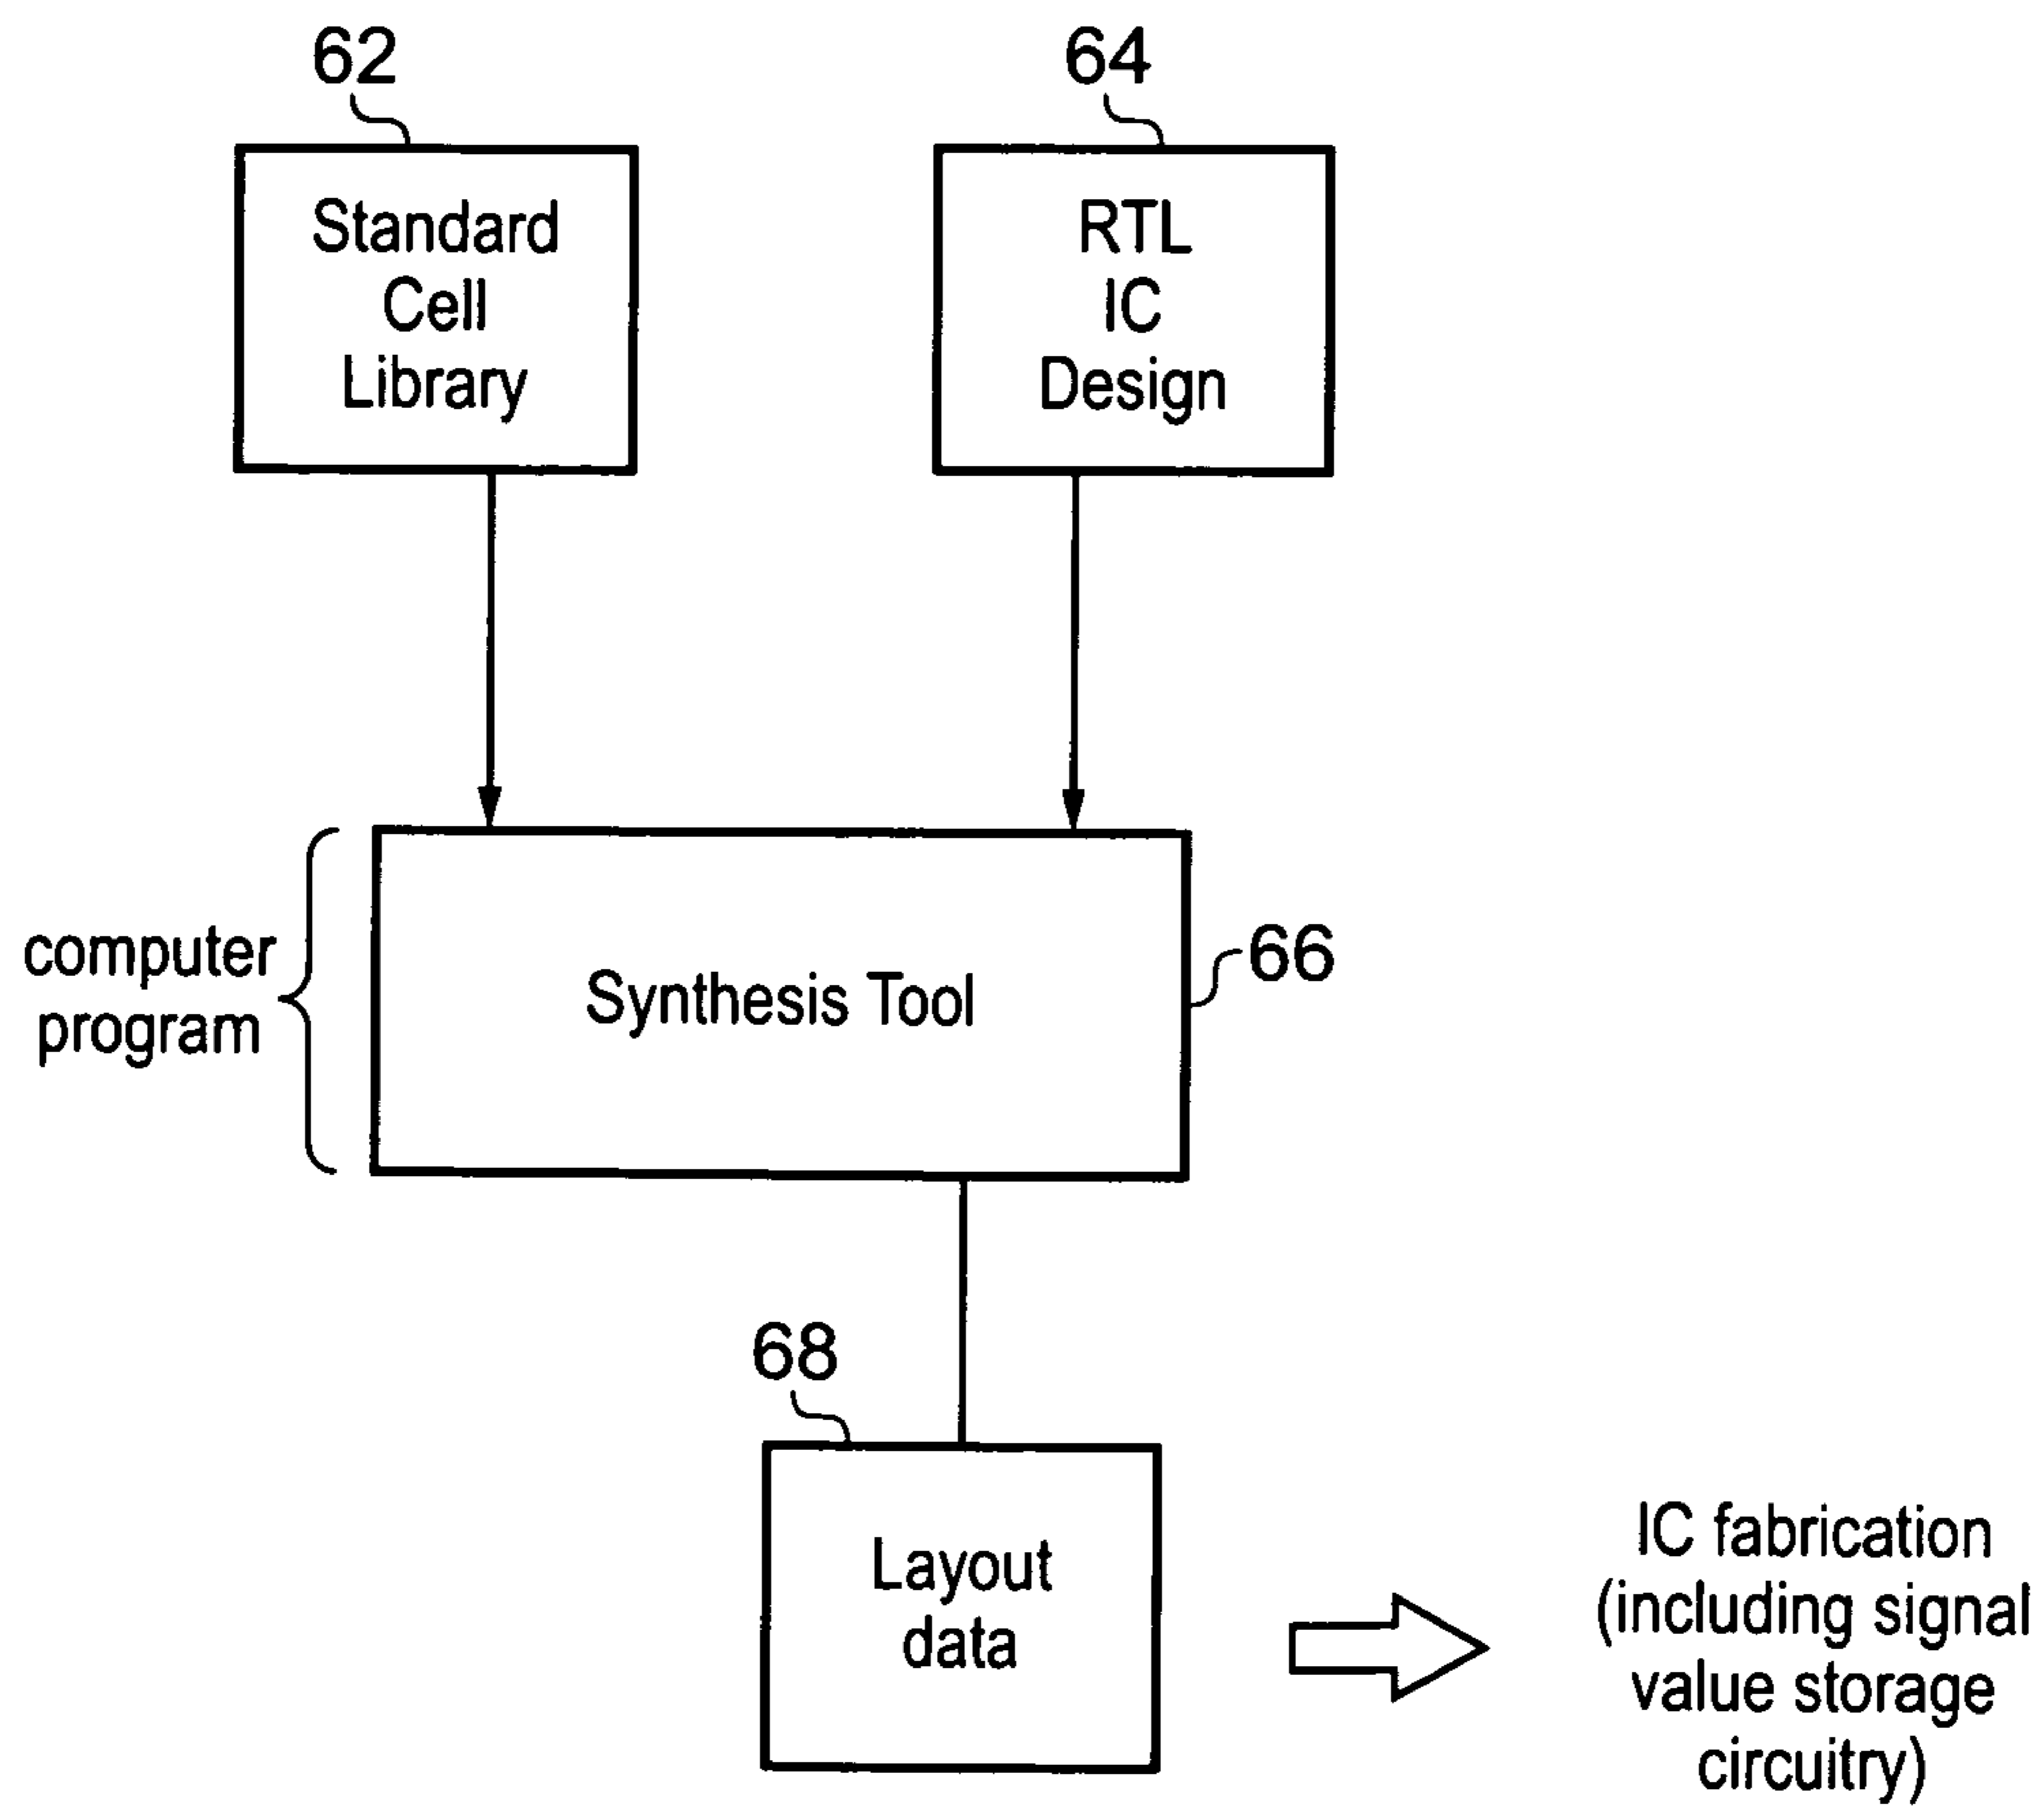 62
64
Standard
Cell
Library
RTL
IC
Design
computer
program
Synthesis Tool
66
68
Layout
data
IC fabrication
(including signal
value storage
circuitry)